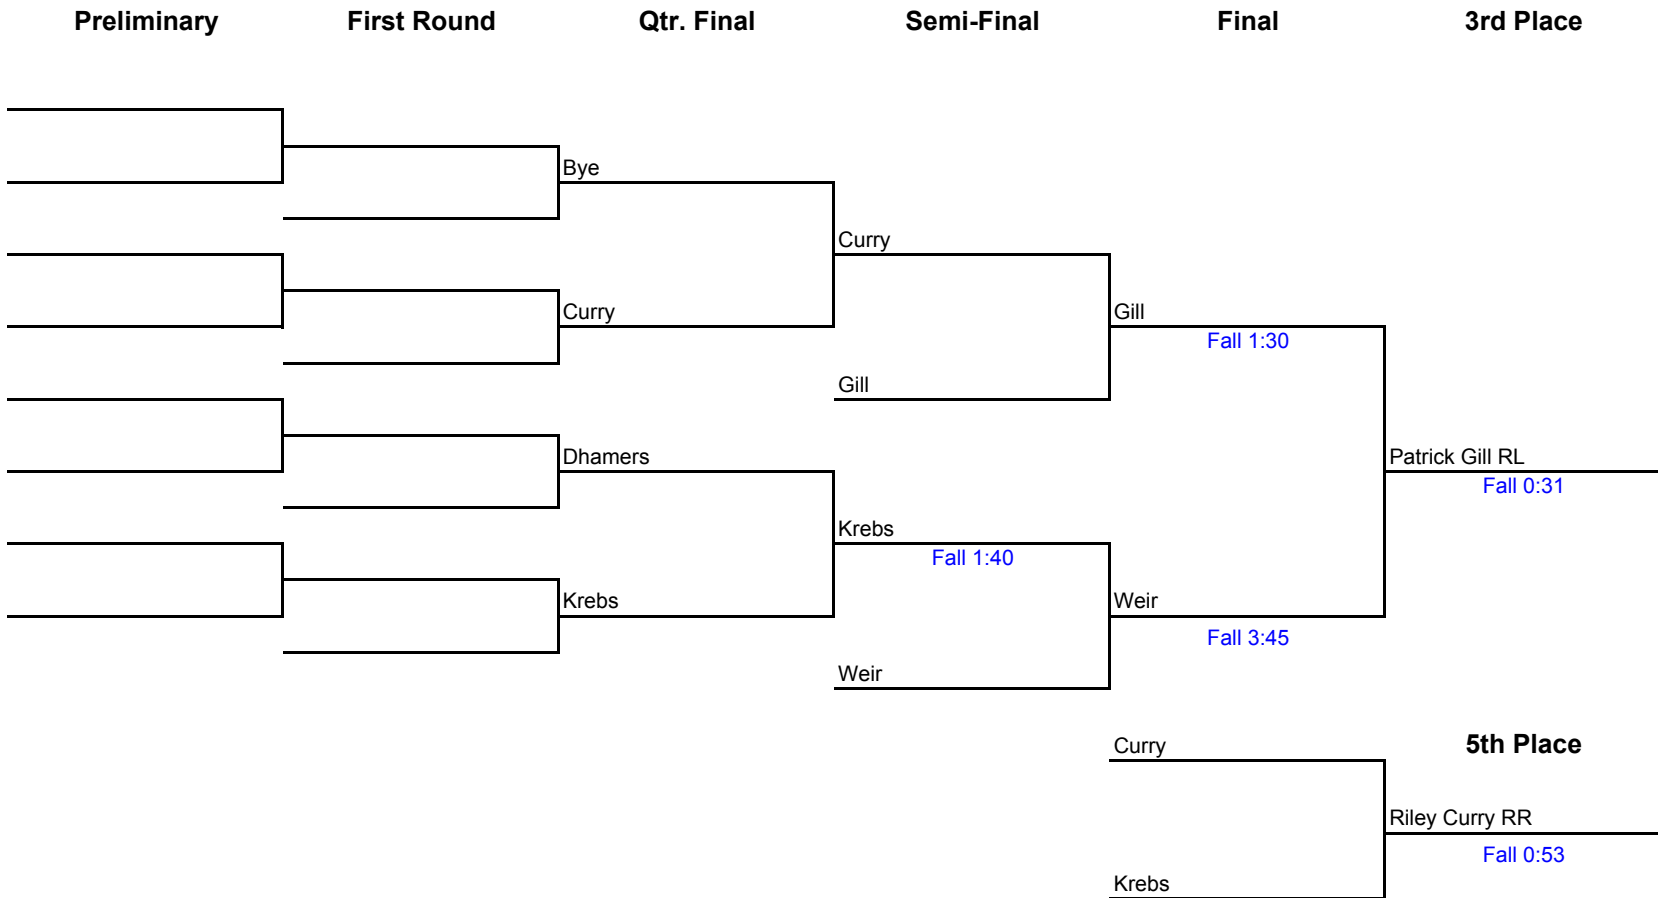 Preliminary First Round Qtr. Final Semi-Final Final 3rd Place
Bye
Curry
Curry
Gill
Fall 1:30
Gill
Dhamers
Patrick Gill RL
Fall 0:31
Krebs
Fall 1:40
Krebs
Weir
Fall 3:45
Weir
Curry
5th Place
Riley Curry RR
Fall 0:53
Krebs